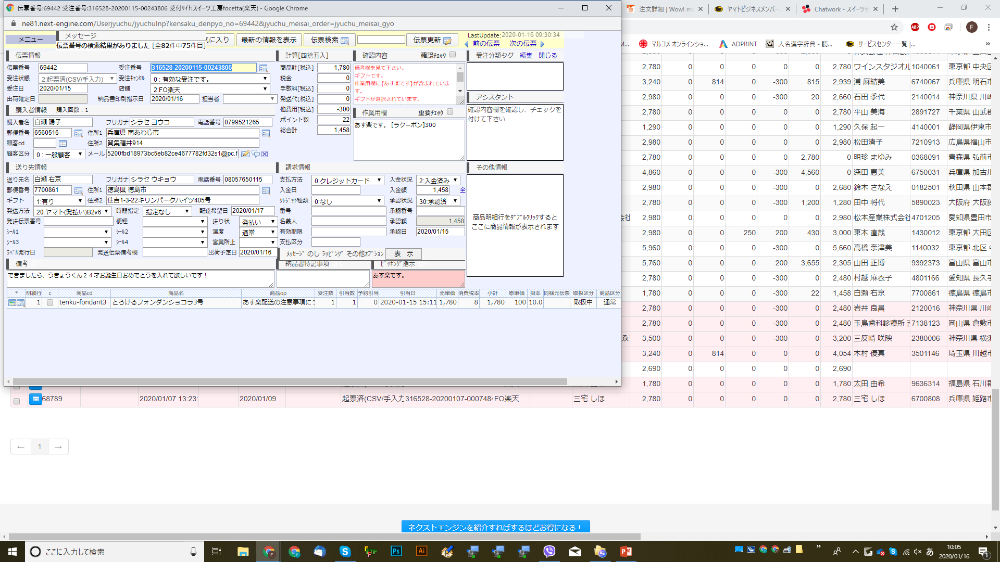 伝票番号:69442 受注番号:316528-20200115-00243806 受付サイト:スイーツ工房focetta(楽天) - Google Chrome
ne81.next-engine.com/Userjyuchu/jyuchuInp?kensaku_denpyo_no=69442&jyuchu_meisai_order=jyuchu_meisai_gyo
注文詳細 | Wow! ma
ヤマトビジネスメンバーズ
Chatwork - スイーツ
マルコメ オンラインショ...
ADPRINT
人名漢字辞典 - 読...
サービスセンター一覧 |...
メニュー
メッセージ
伝票番号の検索結果がありました [全82件中75件目]
に入り
最新の情報を表示
伝票検索
伝票更新
LastUpdate:2020-01-16 09:30:34
前の伝票 次の伝票
伝票情報
伝票番号 69442 受注番号 316528-20200115-00243806
受注状態 2:起票済(CSV/手入力) 受注ｷｬﾝｾﾙ 0 : 有効な受注です。
受注日 2020/01/15 店舗 2:FO楽天
出荷確定日 納品書印刷指示日 2020/01/16 担当者
購入者情報 購入回数 : 1
購入者名 白瀬 陽子 フリガナ シラセ ヨウコ 電話番号 0799521265
郵便番号 6560516 住所1 兵庫県 南あわじ市
顧客cd 住所2 賀集福井914
顧客区分 0 : 一般顧客 メール 5200fbd18973bc5eb82ce4677782fd32s1@pc.f
送り先情報
送り先名 白瀬 右京 フリガナ シラセ ウキョウ 電話番号 08057650115
郵便番号 7700861 住所1 徳島県 徳島市
ギフト 1:有り 住所2 住吉1-3-22キリンパークハイツ405号
発送方法 20:ヤマト(発払い)B2v6 時間指定 指定なし 配達希望日 2020/01/17
発送伝票番号 便種 送り状 発払い
ｼｰﾙ1 ｼｰﾙ2 温度 通常
ｼｰﾙ3 ｼｰﾙ4 営業所止
ﾗﾍﾞﾙ発行日 発送伝票備考欄 出荷予定日 2020/01/16
備考
できましたら、うきょうくん２４才お誕生日おめでとうを入れて欲しいです！
計算[四捨五入]
商品計[税込] 1,780
税金 0
手数料[税込] 0
発送代[税込] 0
他費用[税込] -300
ポイント数 22
総合計 1,458
確認内容 確認ﾁｪｯｸ
備考欄を見て下さい。
ギフトです。
作業用欄に{あす楽です}が含まれています。
ギフトが選択されています。
作業用欄 重要ﾁｪｯｸ
あす楽です。 [ラクーポン]300
受注分類タグ 編集 閉じる
アシスタント
確認内容欄を確認し、チェックを付けて下さい
請求情報
支払方法 0:クレジットカード 入金状況 2:入金済み
入金日 入金額 1,458 全
ｸﾚｼﾞｯﾄ種類 0:なし 承認状況 30:承認済
番号 承認番号
名義人 承認額 1,458
有効期限 承認日 2020/01/15
支払区分
ﾒｯｾｰｼﾞ のし ﾗｯﾋﾟﾝｸﾞ その他ｵﾌﾟｼｮﾝ 表 示
納品書特記事項
ﾋﾟｯｷﾝｸﾞ指示
あす楽です。
その他情報
商品明細行をﾀﾞﾌﾞﾙｸﾘｯｸすると
ここに商品情報が表示されます
* 明細行 c 商品cd 商品名 商品op 受注数 引当数 予約引当 引当日 売単価 消費税率 小計 原単価 掛率 同梱元伝票 取扱区分 商品区分
1 tenku-fondant3 とろけるフォンダンショコラ3号 あす楽配送の注意事項にて 1 1 0 2020-01-15 15:11 1,780 8 1,780 100 10.0 取扱中 通常
2,780 0 0 0 0 2,780 ワインスタジオル 1040061 東京都 中央区
3,240 0 814 0 -300 815 2,939 浦 麻結美 6740067 兵庫県 明石市
2,980 0 0 0 -300 20 2,660 石田 季代 2140014 神奈川県 川崎
2,780 0 0 0 0 0 2,780 平山 美海 2891727 千葉県 山武郡
1,290 0 0 0 0 0 1,290 久保 起一 4140001 静岡県伊東市
2,980 0 0 0 0 0 2,980 松田清子 7210913 広島県福山市
2,780 0 0 0 0 2,780 0 明珍 まゆみ 0368091 青森県 弘前市
4,860 0 0 0 -300 4,560 0 深田 恵美 6750031 兵庫県 加古川
2,980 0 0 0 -300 0 2,680 鈴木 さなえ 0182501 秋田県 山本郡
2,780 0 0 0 -300 1,200 1,280 田中 将代 5890023 大阪府 大阪狭
会社 2,980 0 0 0 0 0 2,980 松本産業株式会社 4701205 愛知県豊田市
2,980 0 0 250 200 430 3,000 東本 直哉 1430012 東京都 大田区
5,960 0 0 0 -300 0 5,660 高橋 奈津美 1140032 東京都 北区
5,760 0 0 0 200 3,655 2,305 山田 正博 9392373 富山県 富山市
2,780 0 0 0 0 0 2,780 村越 麻衣子 4801166 愛知県 長久手
1,780 0 0 0 -300 22 1,458 白瀬 右京 7700861 徳島県 徳島市
2,780 0 0 0 -300 0 2,480 岩井 良昌 2120016 神奈川県 川崎
2,780 0 0 0 -300 0 2,480 玉島歯科診療所 7138123 岡山県 倉敷市
3,500 0 0 0 -300 0 3,200 三反崎 咲映 2380006 神奈川県 横須
3,240 0 814 0 0 0 4,054 木村 優真 3501146 埼玉県 川越市
2,690 0 0 0 0 0 2,690
1,780 0 0 0 0 0 1,780 太田 由希 9636314 福島県 石川郡
68789 2020/01/07 13:23: 2020/01/09 起票済(CSV/手入力 316528-20200107-0007484 FO楽天 三宅 しほ 2,780 0 0 0 0 0 2,780 三宅 しほ 6700808 兵庫県 姫路市
← 1 →
ネクストエンジンを紹介すればするほどお得になる！
ここに入力して検索
あ
10:05
2020/01/16